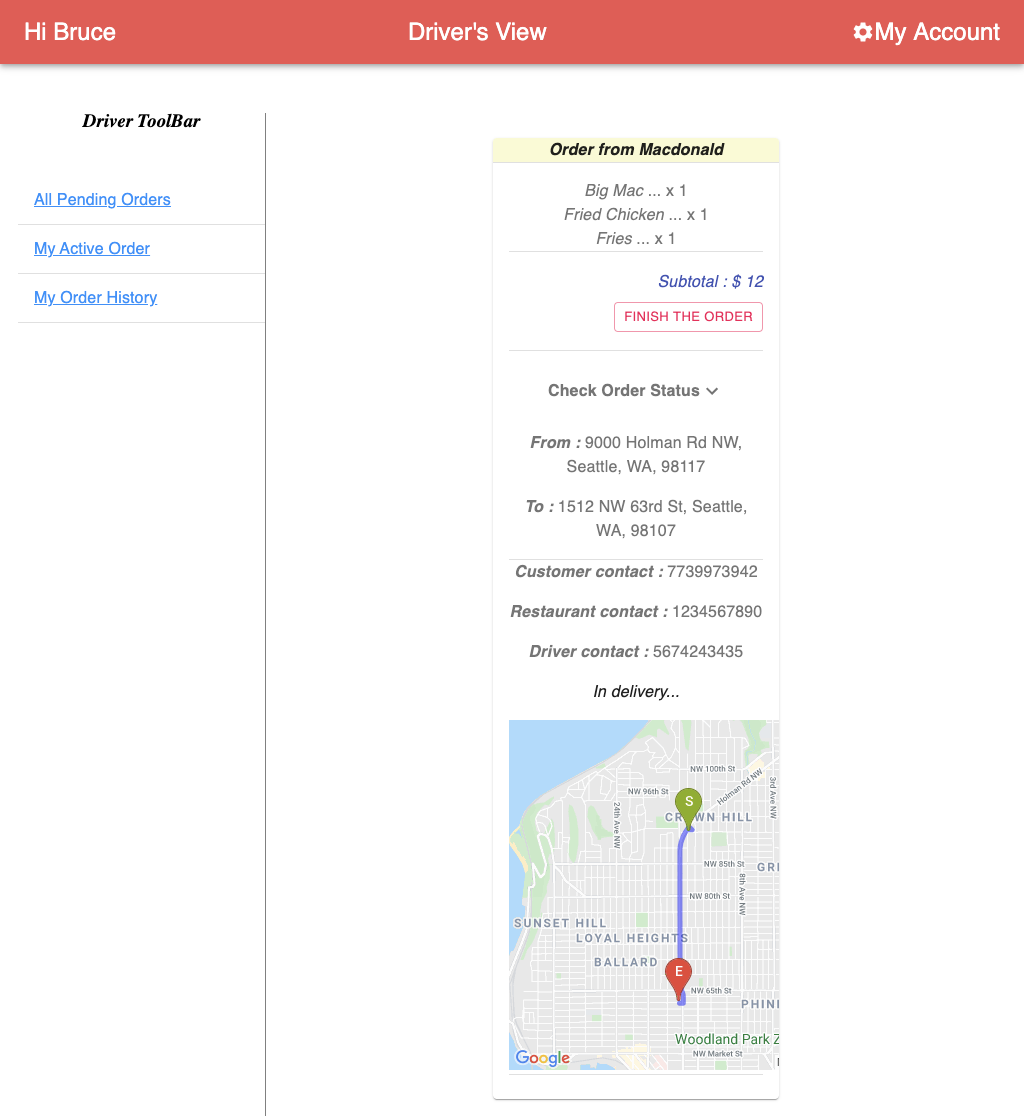 Hi Bruce
Driver's View
My Account
Driver ToolBar
All Pending Orders
My Active Order
My Order History
Order from Macdonald
Big Mac ... x 1
Fried Chicken ... x 1
Fries ... x 1
Subtotal : $ 12
FINISH THE ORDER
Check Order Status
From : 9000 Holman Rd NW,
Seattle, WA, 98117
To : 1512 NW 63rd St, Seattle,
WA, 98107
Customer contact : 7739973942
Restaurant contact : 1234567890
Driver contact : 5674243435
In delivery...
NW 100th St
Holman Rd NW
3rd Ave NW
NW 96th St
S
24th Ave NW
CROWN HILL
NW 85th St
GRE
8th Ave NW
NW 80th St
SUNSET HILL
LOYAL HEIGHTS
BALLARD
E
NW 65th St
PHINN
Woodland Park Z
NW Market St
Google